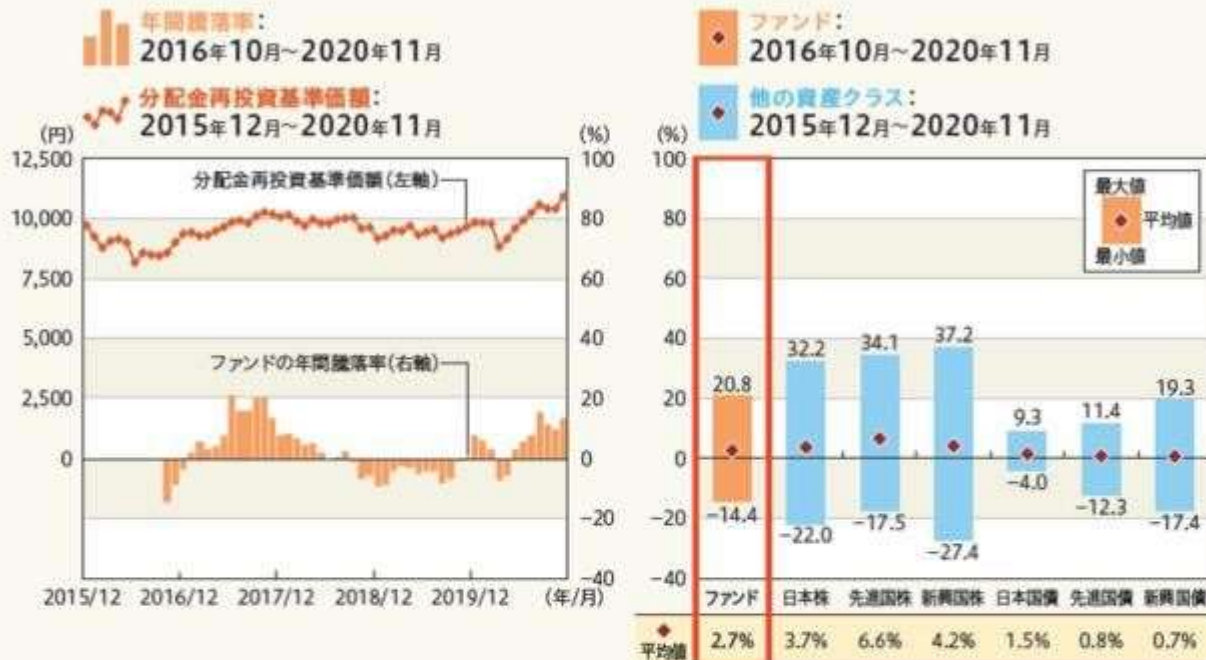 年間騰落率：
2016年10月～2020年11月
分配金再投資基準価額：
2015年12月～2020年11月
(円)
(%)
12,500
10,000
7,500
5,000
2,500
0
100
80
60
40
20
0
−20
−40
分配金再投資基準価額(左軸)
ファンドの年間騰落率(右軸)
2015/12 2016/12 2017/12 2018/12 2019/12 (年/月)
ファンド：
2016年10月～2020年11月
他の資産クラス：
2015年12月～2020年11月
(%)
100
80
60
40
20
0
−20
−40
最大値
平均値
最小値
20.8 32.2 34.1 37.2 9.3 11.4 19.3
−14.4 −22.0 −17.5 −27.4 −4.0 −12.3 −17.4
ファンド 日本株 先進国株 新興国株 日本国債 先進国債 新興国債
平均値 2.7% 3.7% 6.6% 4.2% 1.5% 0.8% 0.7%